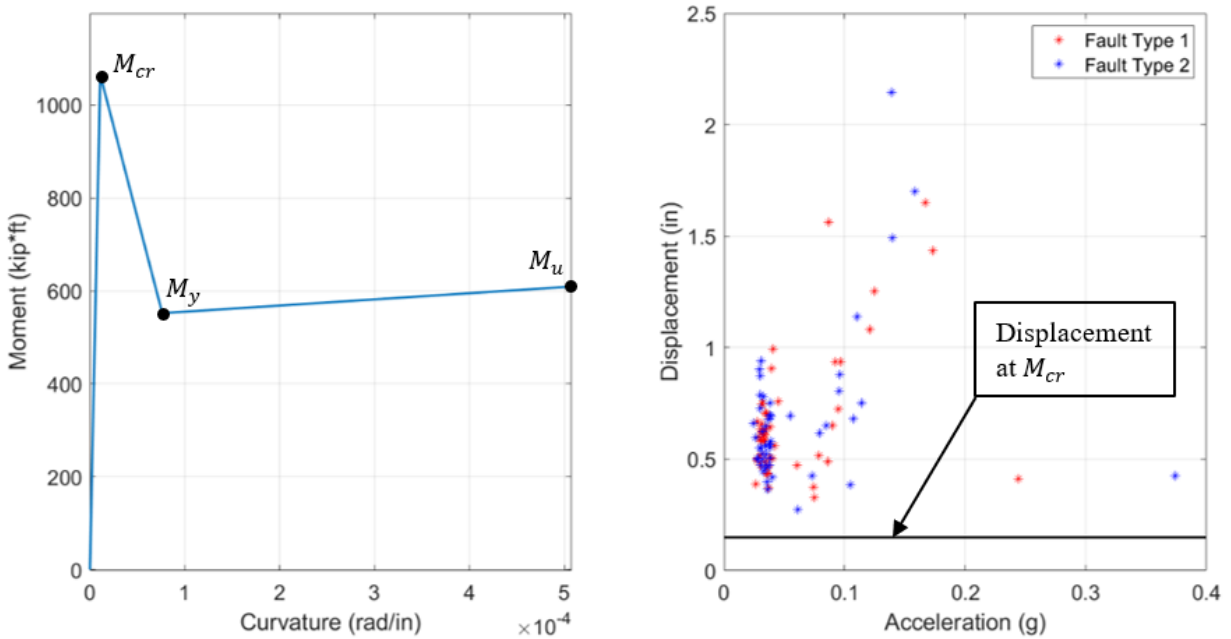 M_cr
M_y
M_u
1000
800
600
400
200
0
Moment (kip*ft)
0 1 2 3 4 5
Curvature (rad/in) ×10⁻⁴
2.5
2
1.5
1
0.5
0
Displacement (in)
Fault Type 1
Fault Type 2
Displacement
at M_cr
0 0.1 0.2 0.3 0.4
Acceleration (g)